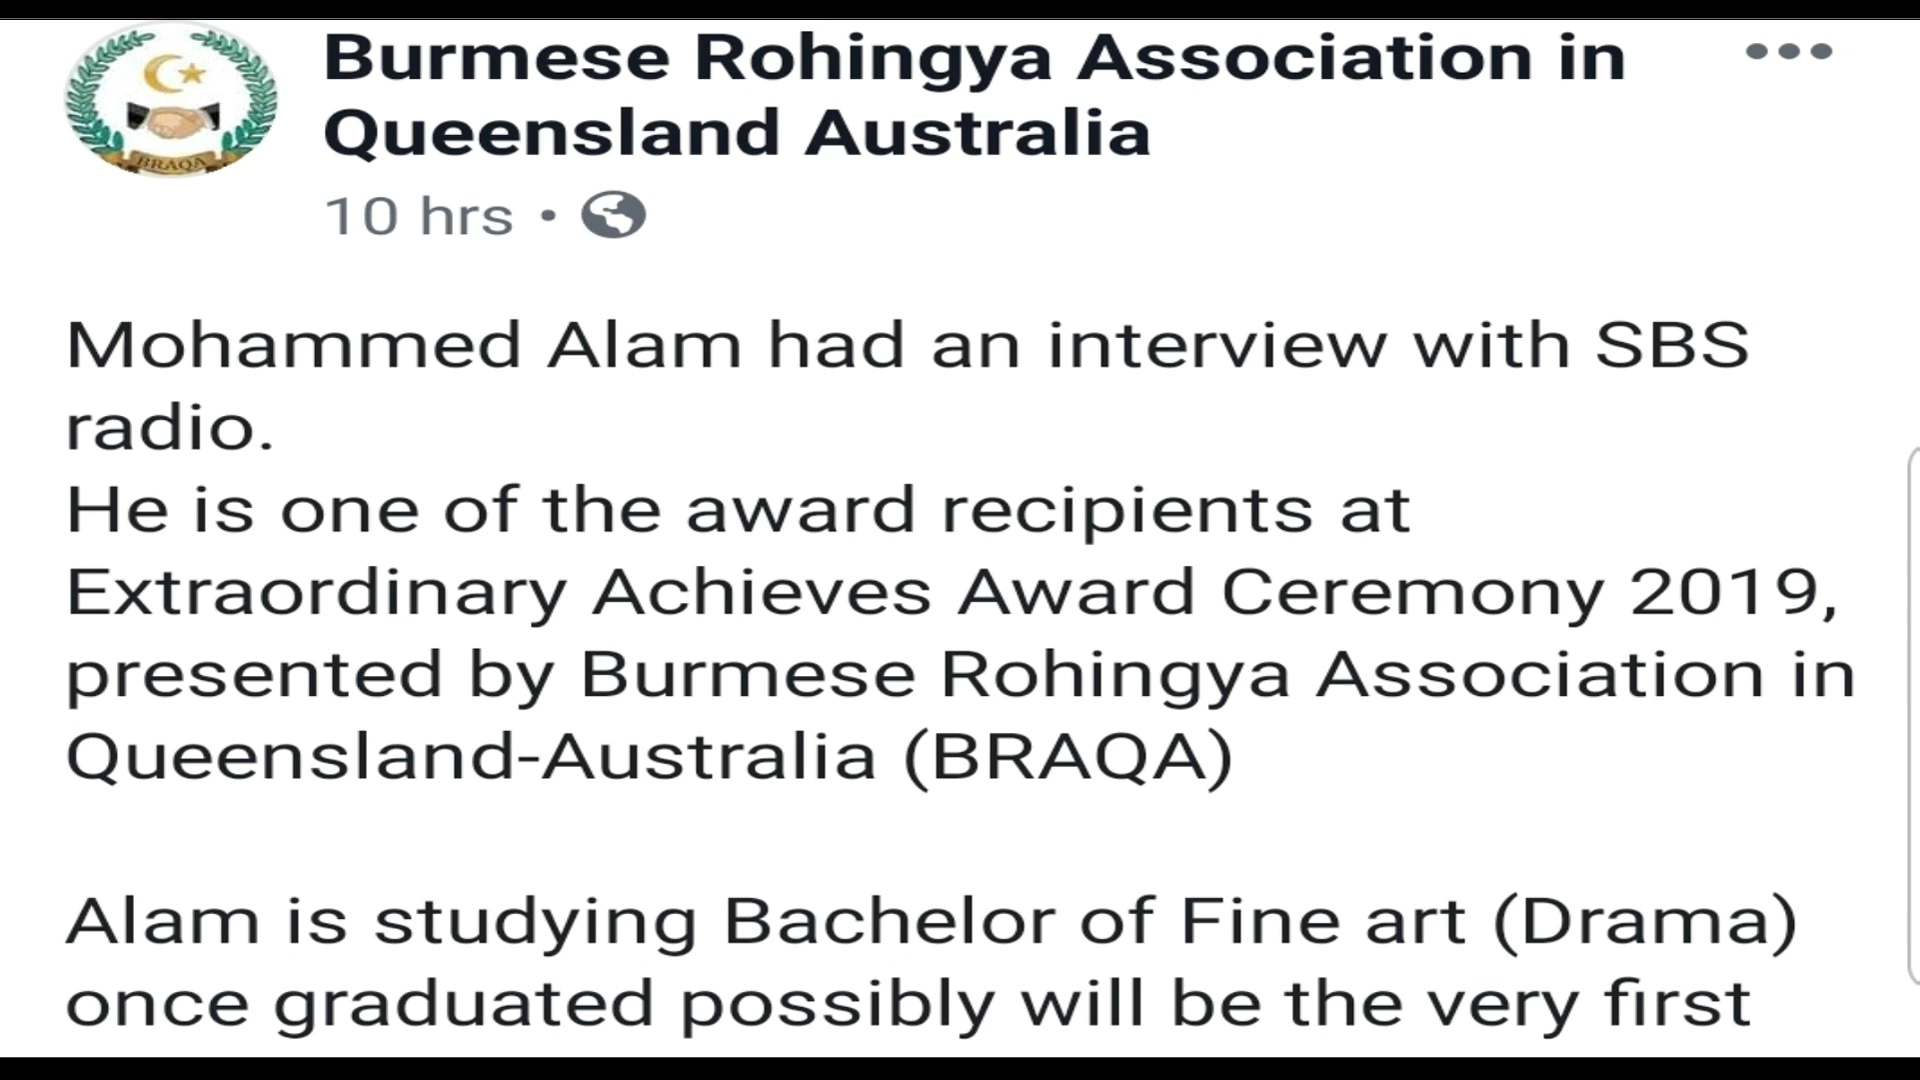 Burmese Rohingya Association in
Queensland Australia
10 hrs •
BRAQA
Mohammed Alam had an interview with SBS
radio.
He is one of the award recipients at
Extraordinary Achieves Award Ceremony 2019,
presented by Burmese Rohingya Association in
Queensland-Australia (BRAQA)
Alam is studying Bachelor of Fine art (Drama)
once graduated possibly will be the very first